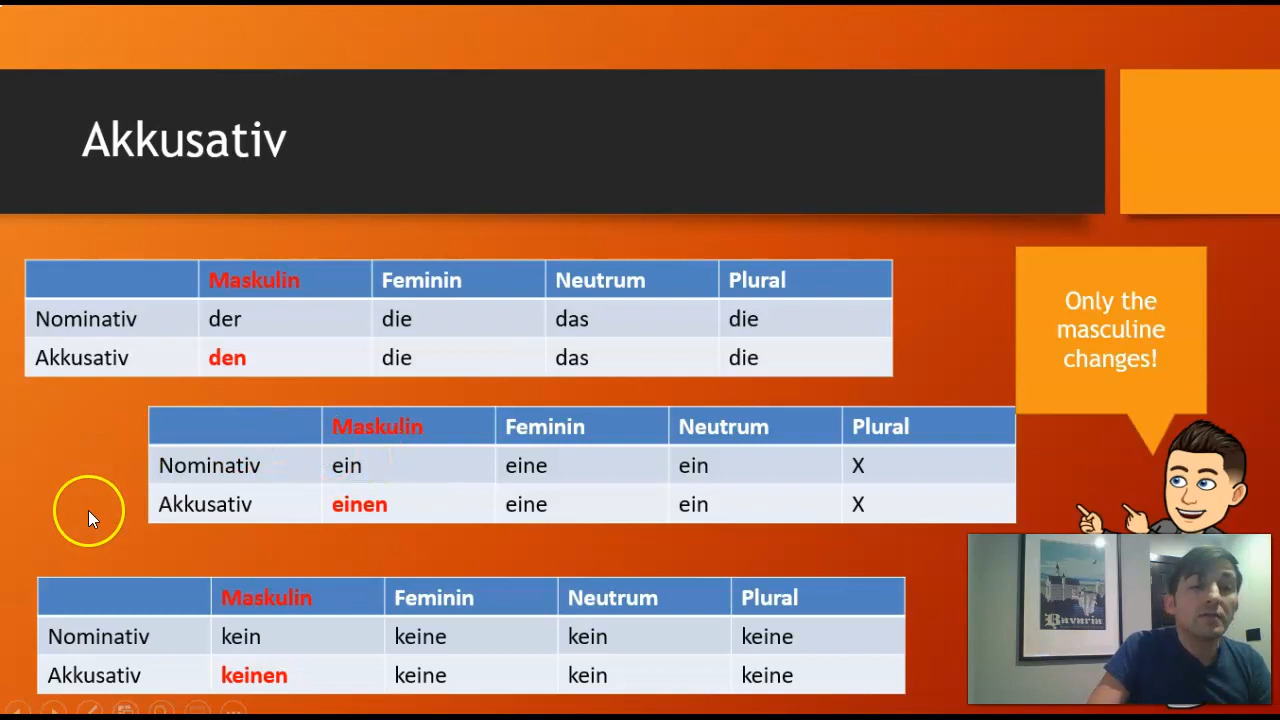 Akkusativ
Maskulin Feminin Neutrum Plural
Nominativ der die das die
Akkusativ den die das die
Only the
masculine
changes!
Maskulin Feminin Neutrum Plural
Nominativ ein eine ein X
Akkusativ einen eine ein X
Maskulin Feminin Neutrum Plural
Nominativ kein keine kein keine
Akkusativ keinen keine kein keine
Bavaria